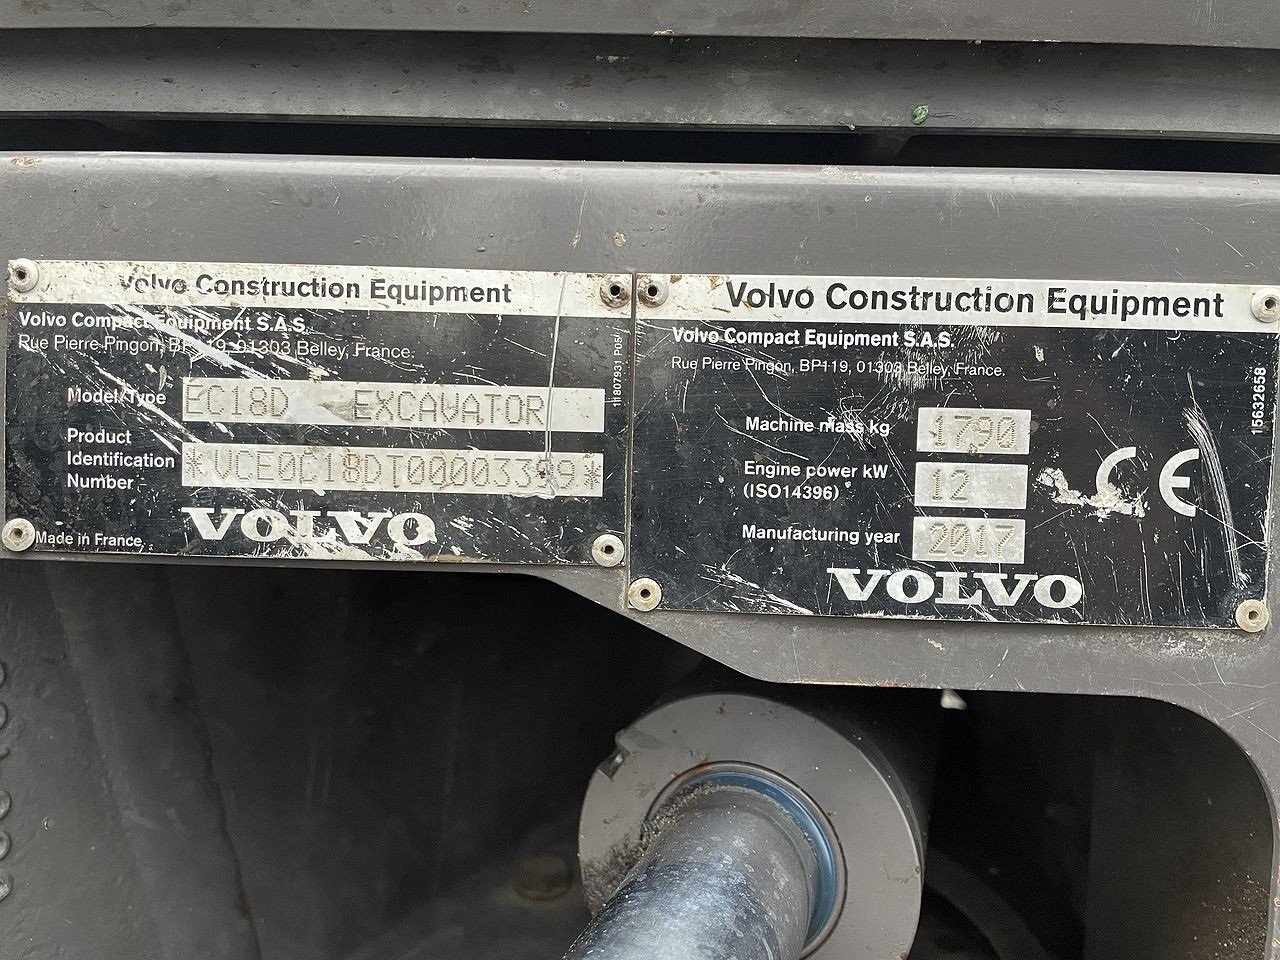 Volvo Construction Equipment
Volvo Compact Equipment S.A.S.
Rue Pierre Pingon, BP119, 01303 Belley, France.
Model/Type EC18D EXCAVATOR
Product
Identification
Number
Made in France
VOLVO
11807931 P05
Volvo Construction Equipment
Volvo Compact Equipment S.A.S.
Rue Pierre Pingon, BP119, 01303 Belley, France.
Machine mass kg 1790
Engine power kW 12
(ISO14396)
Manufacturing year 2017
VOLVO
CE
15632658